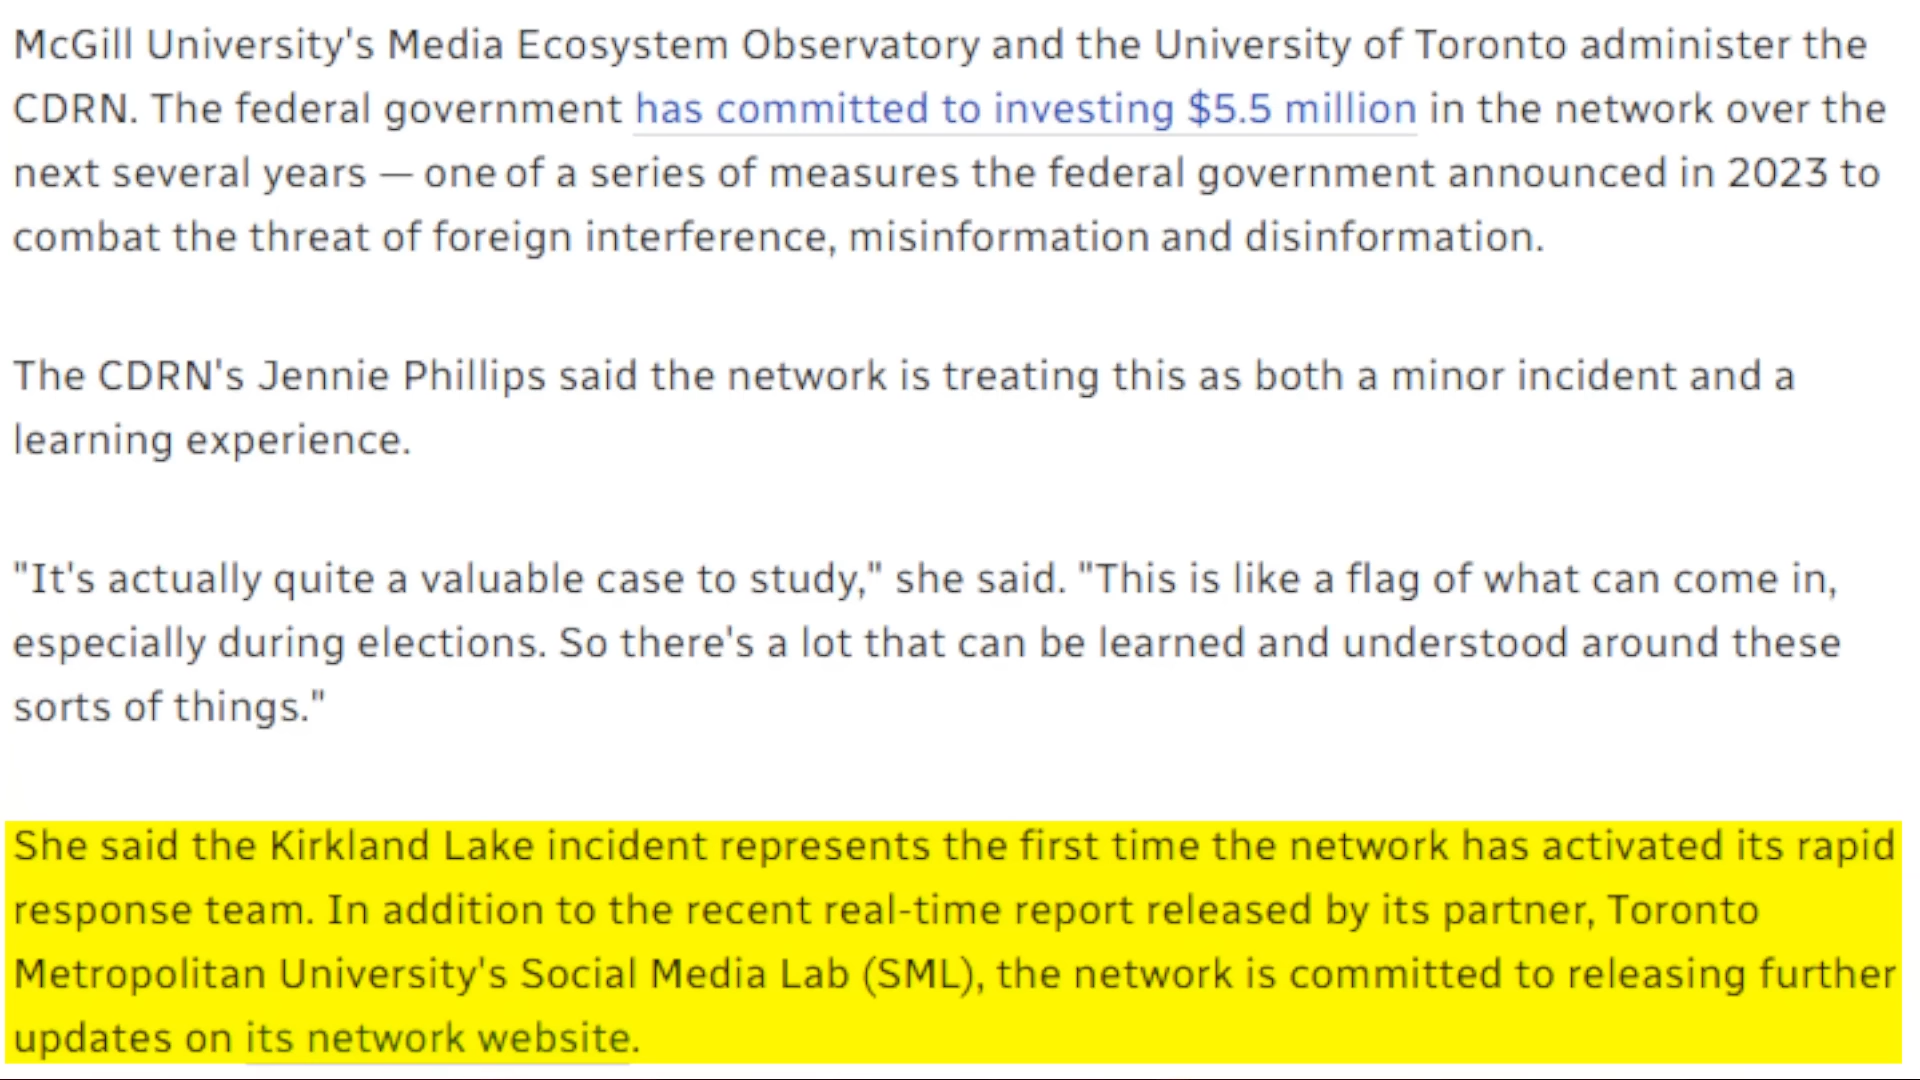 McGill University's Media Ecosystem Observatory and the University of Toronto administer the
CDRN. The federal government has committed to investing $5.5 million in the network over the
next several years — one of a series of measures the federal government announced in 2023 to
combat the threat of foreign interference, misinformation and disinformation.
The CDRN's Jennie Phillips said the network is treating this as both a minor incident and a
learning experience.
"It's actually quite a valuable case to study," she said. "This is like a flag of what can come in,
especially during elections. So there's a lot that can be learned and understood around these
sorts of things."
She said the Kirkland Lake incident represents the first time the network has activated its rapid
response team. In addition to the recent real-time report released by its partner, Toronto
Metropolitan University's Social Media Lab (SML), the network is committed to releasing further
updates on its network website.